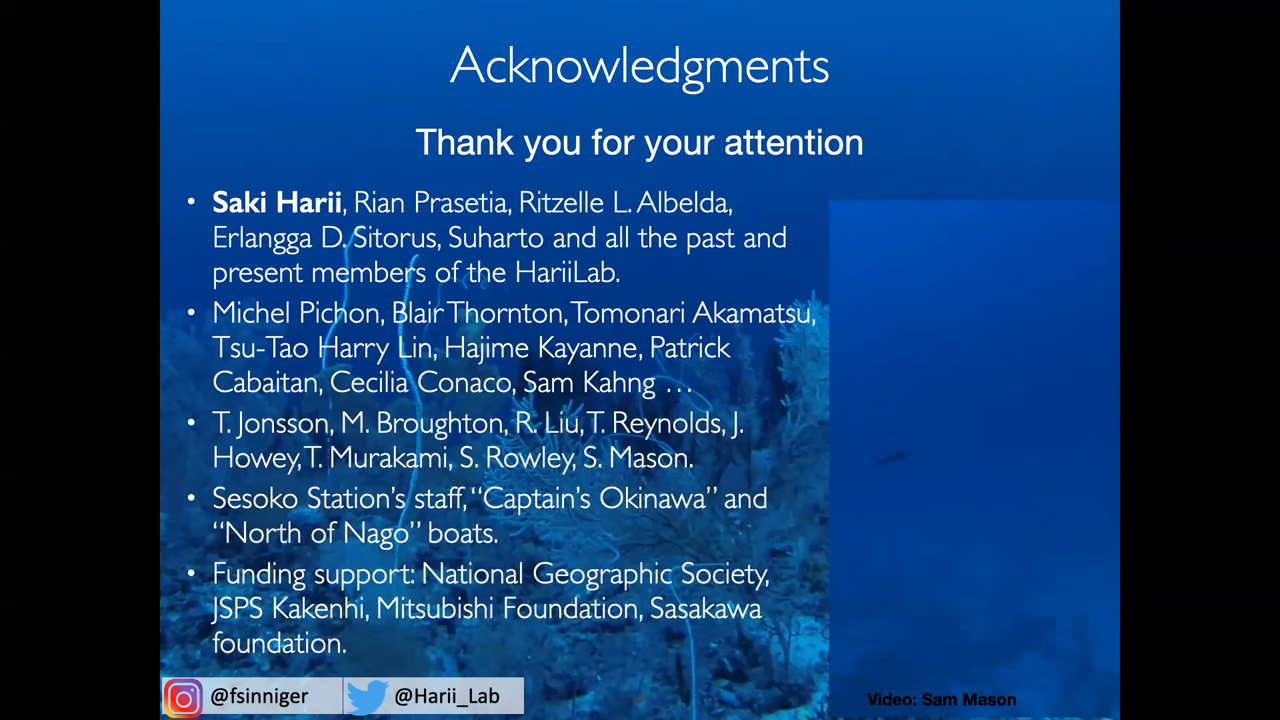 Acknowledgments
Thank you for your attention
• Saki Harii, Rian Prasetia, Ritzelle L. Albelda,
Erlangga D. Sitorus, Suharto and all the past and
present members of the HariiLab.
• Michel Pichon, Blair Thornton, Tomonari Akamatsu,
Tsu-Tao Harry Lin, Hajime Kayanne, Patrick
Cabaitan, Cecilia Conaco, Sam Kahng …
• T. Jonsson, M. Broughton, R. Liu, T. Reynolds, J.
Howey, T. Murakami, S. Rowley, S. Mason.
• Sesoko Station’s staff, “Captain’s Okinawa” and
“North of Nago” boats.
• Funding support: National Geographic Society,
JSPS Kakenhi, Mitsubishi Foundation, Sasakawa
foundation.
@fsinniger @Harii_Lab
Video: Sam Mason